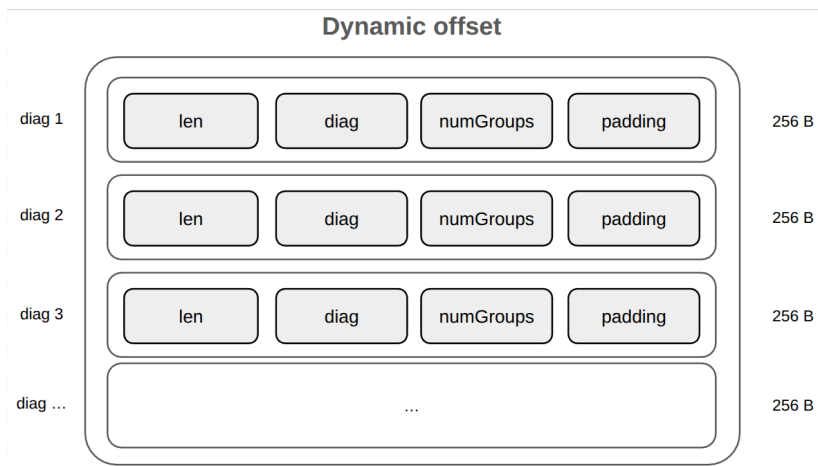 Dynamic offset
diag 1 len diag numGroups padding 256 B
diag 2 len diag numGroups padding 256 B
diag 3 len diag numGroups padding 256 B
diag … ... 256 B